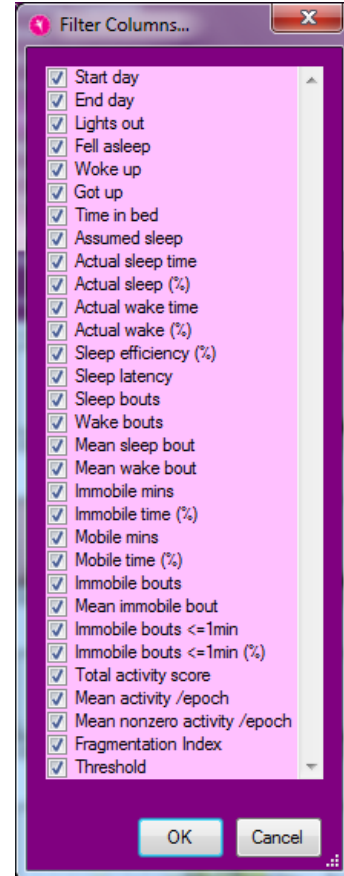 Filter Columns...
Start day
End day
Lights out
Fell asleep
Woke up
Got up
Time in bed
Assumed sleep
Actual sleep time
Actual sleep (%)
Actual wake time
Actual wake (%)
Sleep efficiency (%)
Sleep latency
Sleep bouts
Wake bouts
Mean sleep bout
Mean wake bout
Immobile mins
Immobile time (%)
Mobile mins
Mobile time (%)
Immobile bouts
Mean immobile bout
Immobile bouts <=1min
Immobile bouts <=1min (%)
Total activity score
Mean activity /epoch
Mean nonzero activity /epoch
Fragmentation Index
Threshold
OK Cancel